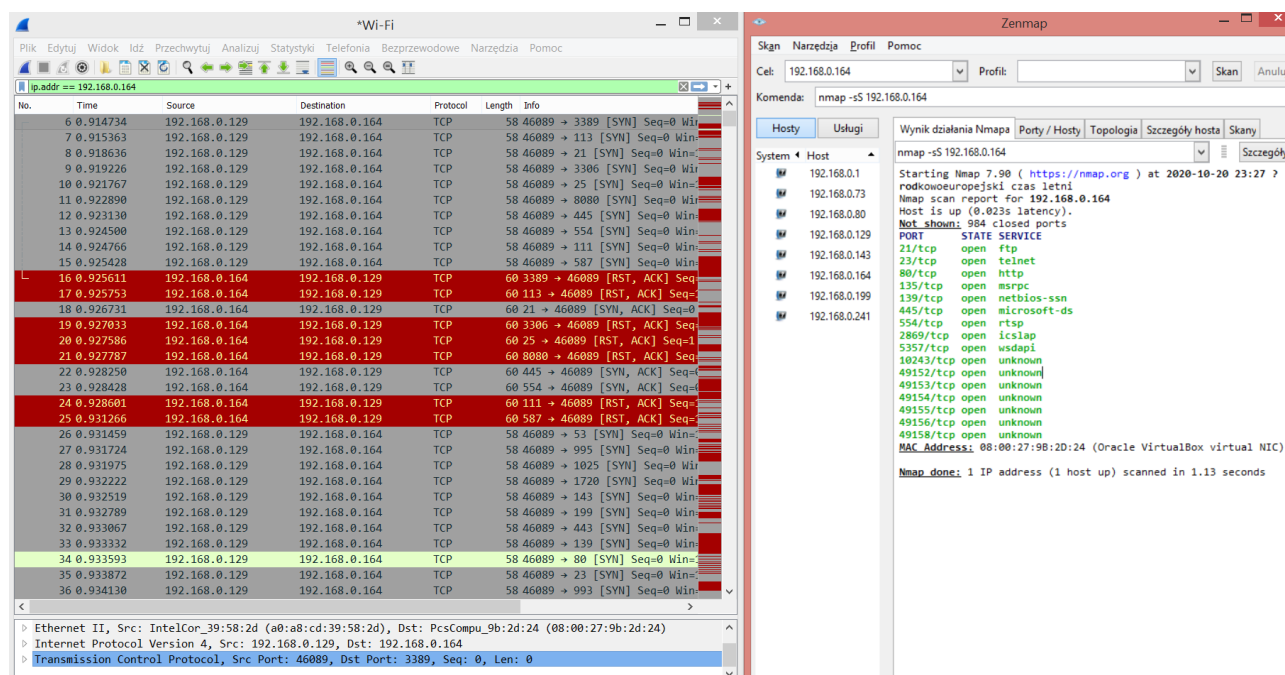 *Wi-Fi
Plik Edytuj Widok Idź Przechwytuj Analizuj Statystyki Telefonia Bezprzewodowe Narzędzia Pomoc
ip.addr == 192.168.0.164
No. Time Source Destination Protocol Length Info
6 0.914734 192.168.0.129 192.168.0.164 TCP 58 46089 → 3389 [SYN] Seq=0 Win
7 0.915363 192.168.0.129 192.168.0.164 TCP 58 46089 → 113 [SYN] Seq=0 Win=
8 0.918636 192.168.0.129 192.168.0.164 TCP 58 46089 → 21 [SYN] Seq=0 Win=
9 0.919226 192.168.0.129 192.168.0.164 TCP 58 46089 → 3306 [SYN] Seq=0 Win
10 0.921767 192.168.0.129 192.168.0.164 TCP 58 46089 → 25 [SYN] Seq=0 Win=
11 0.922890 192.168.0.129 192.168.0.164 TCP 58 46089 → 8080 [SYN] Seq=0 Win
12 0.923130 192.168.0.129 192.168.0.164 TCP 58 46089 → 445 [SYN] Seq=0 Win=
13 0.924500 192.168.0.129 192.168.0.164 TCP 58 46089 → 554 [SYN] Seq=0 Win=
14 0.924766 192.168.0.129 192.168.0.164 TCP 58 46089 → 111 [SYN] Seq=0 Win=
15 0.925428 192.168.0.129 192.168.0.164 TCP 58 46089 → 587 [SYN] Seq=0 Win=
16 0.925611 192.168.0.164 192.168.0.129 TCP 60 3389 → 46089 [RST, ACK] Seq=
17 0.925753 192.168.0.164 192.168.0.129 TCP 60 113 → 46089 [RST, ACK] Seq=
18 0.926731 192.168.0.164 192.168.0.129 TCP 60 21 → 46089 [SYN, ACK] Seq=0
19 0.927033 192.168.0.164 192.168.0.129 TCP 60 3306 → 46089 [RST, ACK] Seq=
20 0.927586 192.168.0.164 192.168.0.129 TCP 60 25 → 46089 [RST, ACK] Seq=1
21 0.927787 192.168.0.164 192.168.0.129 TCP 60 8080 → 46089 [RST, ACK] Seq=
22 0.928250 192.168.0.164 192.168.0.129 TCP 60 445 → 46089 [SYN, ACK] Seq=
23 0.928428 192.168.0.164 192.168.0.129 TCP 60 554 → 46089 [SYN, ACK] Seq=
24 0.928601 192.168.0.164 192.168.0.129 TCP 60 111 → 46089 [RST, ACK] Seq=
25 0.931266 192.168.0.164 192.168.0.129 TCP 60 587 → 46089 [RST, ACK] Seq=
26 0.931459 192.168.0.129 192.168.0.164 TCP 58 46089 → 53 [SYN] Seq=0 Win=
27 0.931724 192.168.0.129 192.168.0.164 TCP 58 46089 → 995 [SYN] Seq=0 Win=
28 0.931975 192.168.0.129 192.168.0.164 TCP 58 46089 → 1025 [SYN] Seq=0 Win
29 0.932222 192.168.0.129 192.168.0.164 TCP 58 46089 → 1720 [SYN] Seq=0 Win
30 0.932519 192.168.0.129 192.168.0.164 TCP 58 46089 → 143 [SYN] Seq=0 Win=
31 0.932789 192.168.0.129 192.168.0.164 TCP 58 46089 → 199 [SYN] Seq=0 Win=
32 0.933067 192.168.0.129 192.168.0.164 TCP 58 46089 → 443 [SYN] Seq=0 Win=
33 0.933332 192.168.0.129 192.168.0.164 TCP 58 46089 → 139 [SYN] Seq=0 Win=
34 0.933593 192.168.0.129 192.168.0.164 TCP 58 46089 → 80 [SYN] Seq=0 Win=
35 0.933872 192.168.0.129 192.168.0.164 TCP 58 46089 → 23 [SYN] Seq=0 Win=
36 0.934130 192.168.0.129 192.168.0.164 TCP 58 46089 → 993 [SYN] Seq=0 Win=
Ethernet II, Src: IntelCor_39:58:2d (a0:a8:cd:39:58:2d), Dst: PcsCompu_9b:2d:24 (08:00:27:9b:2d:24)
Internet Protocol Version 4, Src: 192.168.0.129, Dst: 192.168.0.164
Transmission Control Protocol, Src Port: 46089, Dst Port: 3389, Seq: 0, Len: 0
Zenmap
Skan Narzędzia Profil Pomoc
Cel: 192.168.0.164 Profil: Skan Anulu
Komenda: nmap -sS 192.168.0.164
Hosty Usługi
System Host
192.168.0.1
192.168.0.73
192.168.0.80
192.168.0.129
192.168.0.143
192.168.0.164
192.168.0.199
192.168.0.241
Wynik działania Nmapa Porty / Hosty Topologia Szczegóły hosta Skany
nmap -sS 192.168.0.164 Szczegóły
Starting Nmap 7.90 ( https://nmap.org ) at 2020-10-20 23:27 ?
rodkowoeuropejski czas letni
Nmap scan report for 192.168.0.164
Host is up (0.023s latency).
Not shown: 984 closed ports
PORT STATE SERVICE
21/tcp open ftp
23/tcp open telnet
80/tcp open http
135/tcp open msrpc
139/tcp open netbios-ssn
445/tcp open microsoft-ds
554/tcp open rtsp
2869/tcp open icslap
5357/tcp open wsdapi
10243/tcp open unknown
49152/tcp open unknown
49153/tcp open unknown
49154/tcp open unknown
49155/tcp open unknown
49156/tcp open unknown
49158/tcp open unknown
MAC Address: 08:00:27:9B:2D:24 (Oracle VirtualBox virtual NIC)
Nmap done: 1 IP address (1 host up) scanned in 1.13 seconds